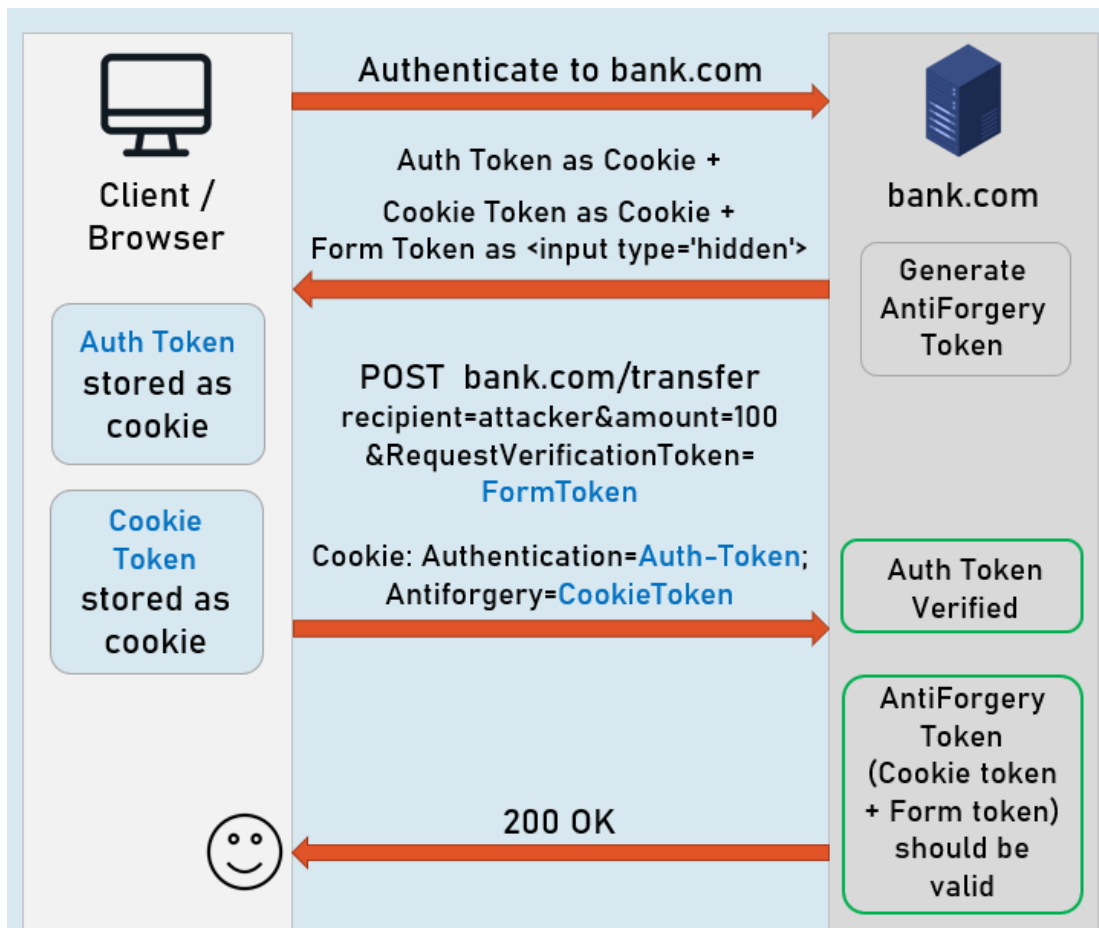 Authenticate to bank.com
Client /
Browser
bank.com
Auth Token as Cookie +
Cookie Token as Cookie +
Form Token as <input type='hidden'>
Generate
AntiForgery
Token
Auth Token
stored as
cookie
POST bank.com/transfer
recipient=attacker&amount=100
&RequestVerificationToken=
FormToken
Cookie
Token
stored as
cookie
Cookie: Authentication=Auth-Token;
Antiforgery=CookieToken
Auth Token
Verified
AntiForgery
Token
(Cookie token
+ Form token)
should be
valid
200 OK